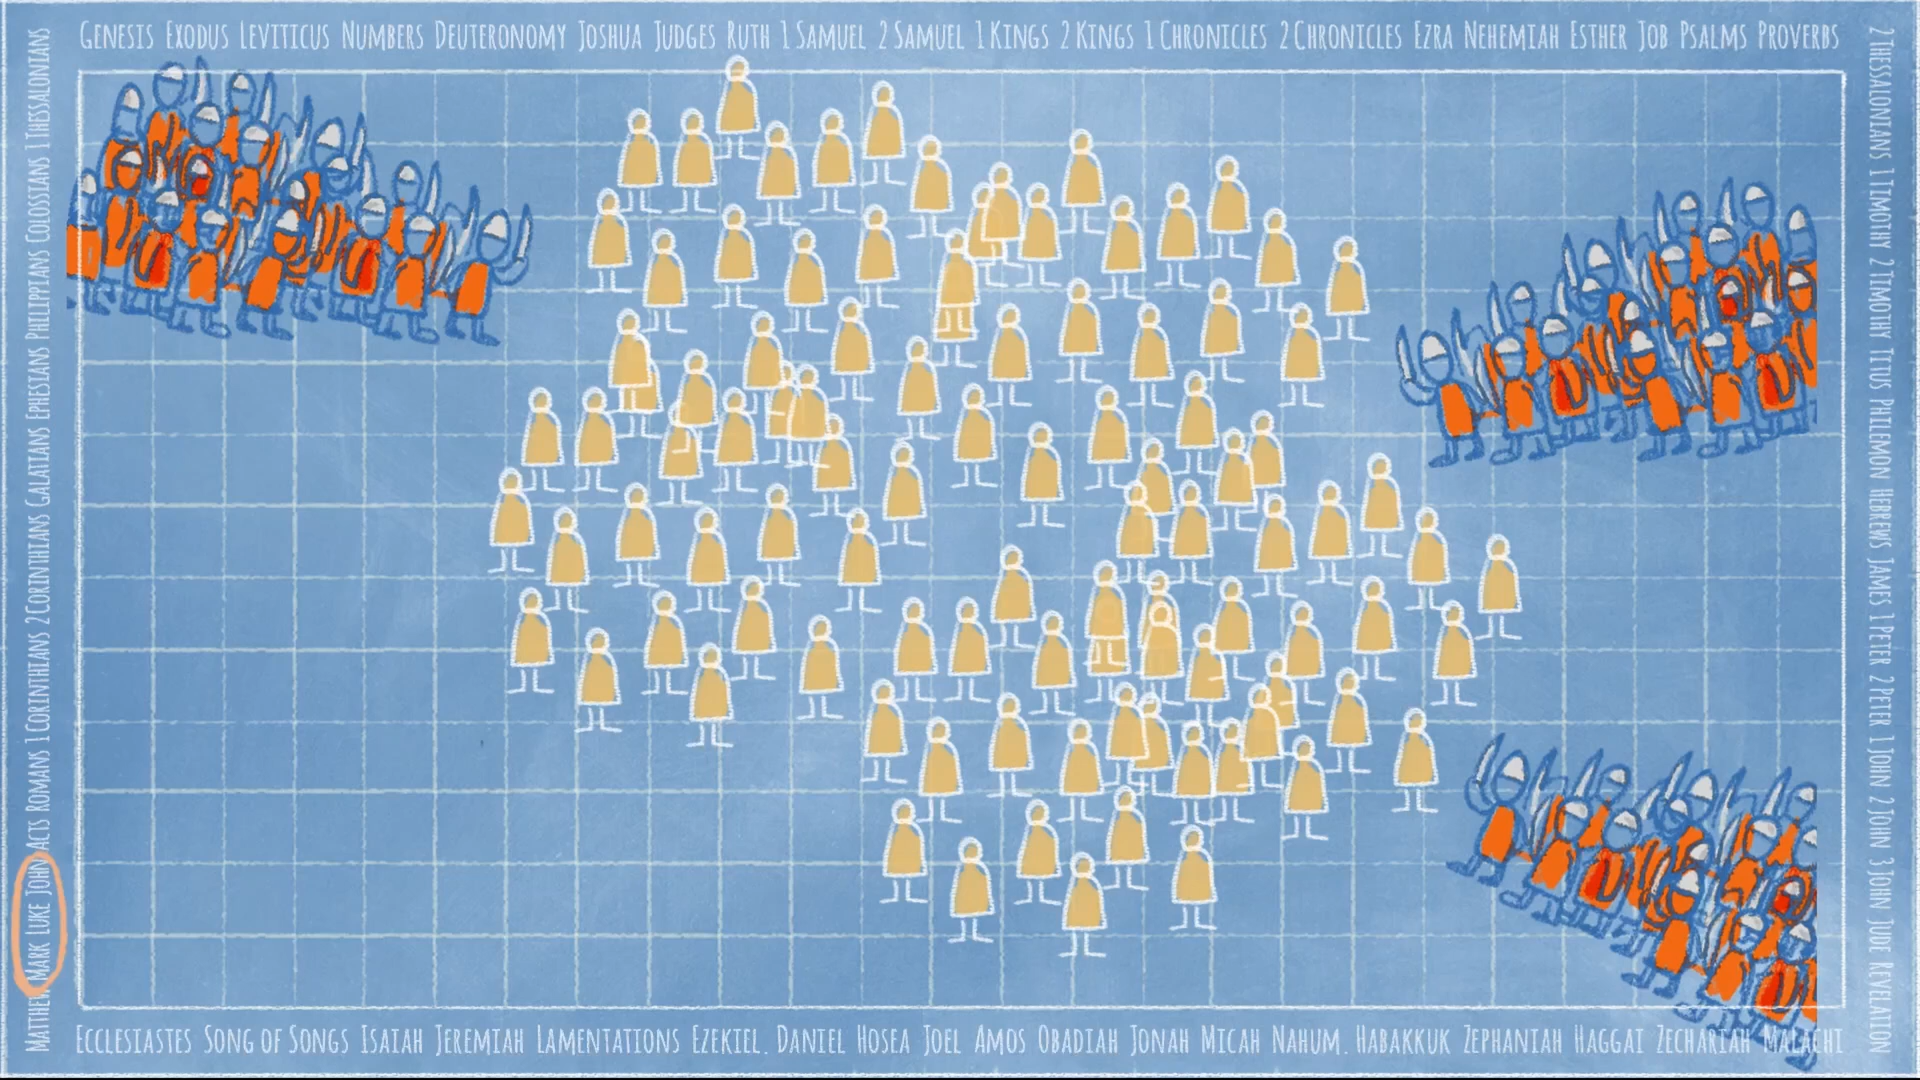 GENESIS EXODUS LEVITICUS NUMBERS DEUTERONOMY JOSHUA JUDGES RUTH 1 SAMUEL 2 SAMUEL 1 KINGS 2 KINGS 1 CHRONICLES 2 CHRONICLES EZRA NEHEMIAH ESTHER JOB PSALMS PROVERBS
ECCLESIASTES SONG OF SONGS ISAIAH JEREMIAH LAMENTATIONS EZEKIEL. DANIEL HOSEA JOEL AMOS OBADIAH JONAH MICAH NAHUM. HABAKKUK ZEPHANIAH HAGGAI ZECHARIAH MALACHI
MATTHEW MARK LUKE JOHN ACTS ROMANS 1 CORINTHIANS 2 CORINTHIANS GALATIANS EPHESIANS PHILIPPIANS COLOSSIANS 1 THESSALONIANS
2 THESSALONIANS 1 TIMOTHY 2 TIMOTHY TITUS PHILEMON HEBREWS JAMES 1 PETER 2 PETER 1 JOHN 2 JOHN 3 JOHN JUDE REVELATION